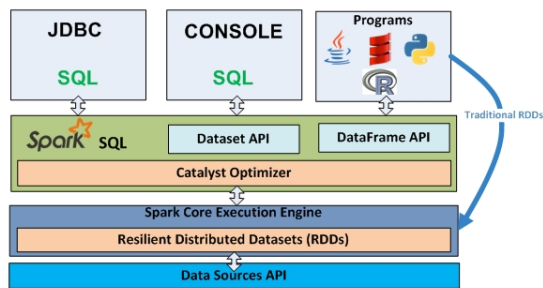 JDBC
SQL
CONSOLE
SQL
Programs
R
Traditional RDDs
Spark SQL
Dataset API
DataFrame API
Catalyst Optimizer
Spark Core Execution Engine
Resilient Distributed Datasets (RDDs)
Data Sources API